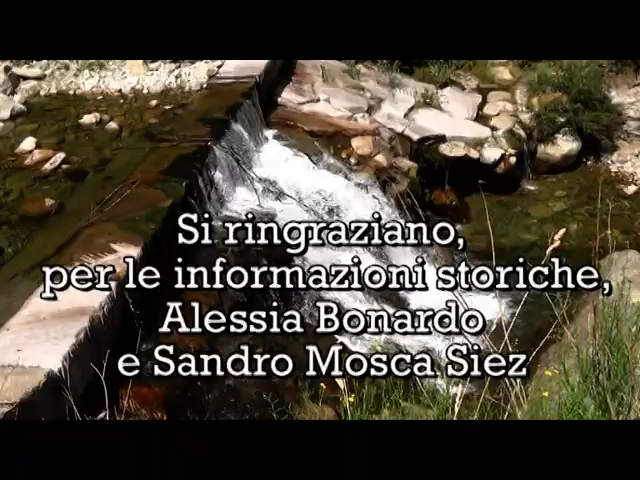 Si ringraziano,
per le informazioni storiche,
Alessia Bonardo
e Sandro Mosca Siez